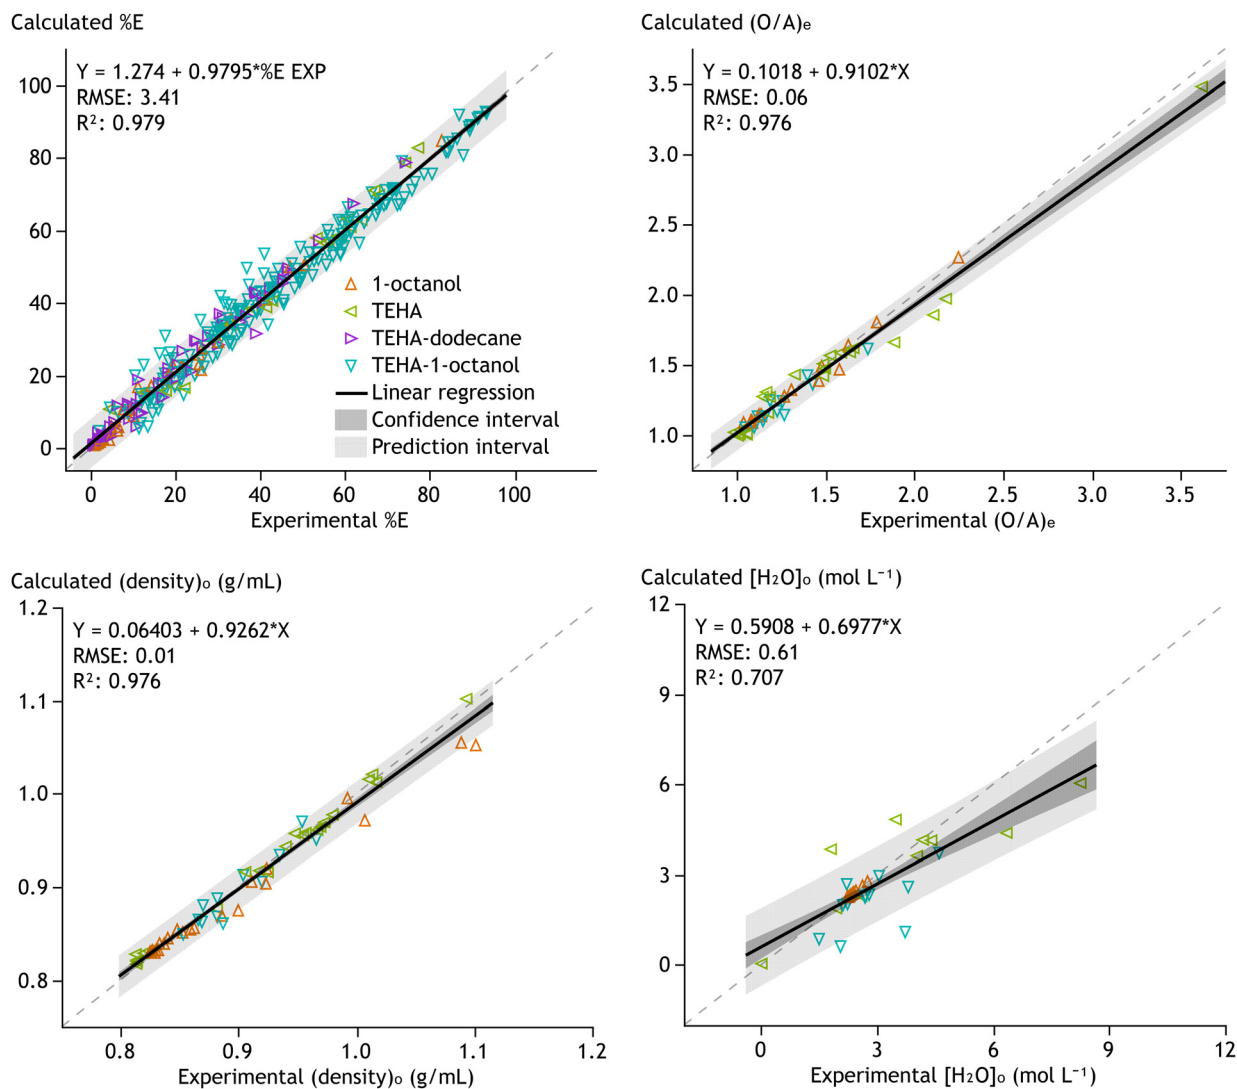 Calculated %E
Y = 1.274 + 0.9795*%E EXP
RMSE: 3.41
R²: 0.979
100
80
60
40
20
0
1-octanol
TEHA
TEHA-dodecane
TEHA-1-octanol
Linear regression
Confidence interval
Prediction interval
0 20 40 60 80 100
Experimental %E
Calculated (O/A)ₑ
Y = 0.1018 + 0.9102*X
RMSE: 0.06
R²: 0.976
3.5
3.0
2.5
2.0
1.5
1.0
1.0 1.5 2.0 2.5 3.0 3.5
Experimental (O/A)ₑ
Calculated (density)ₒ (g/mL)
1.2
Y = 0.06403 + 0.9262*X
RMSE: 0.01
R²: 0.976
1.1
1.0
0.9
0.8
0.8 0.9 1.0 1.1 1.2
Experimental (density)ₒ (g/mL)
Calculated [H₂O]ₒ (mol L⁻¹)
12
Y = 0.5908 + 0.6977*X
RMSE: 0.61
R²: 0.707
9
6
3
0
0 3 6 9 12
Experimental [H₂O]ₒ (mol L⁻¹)